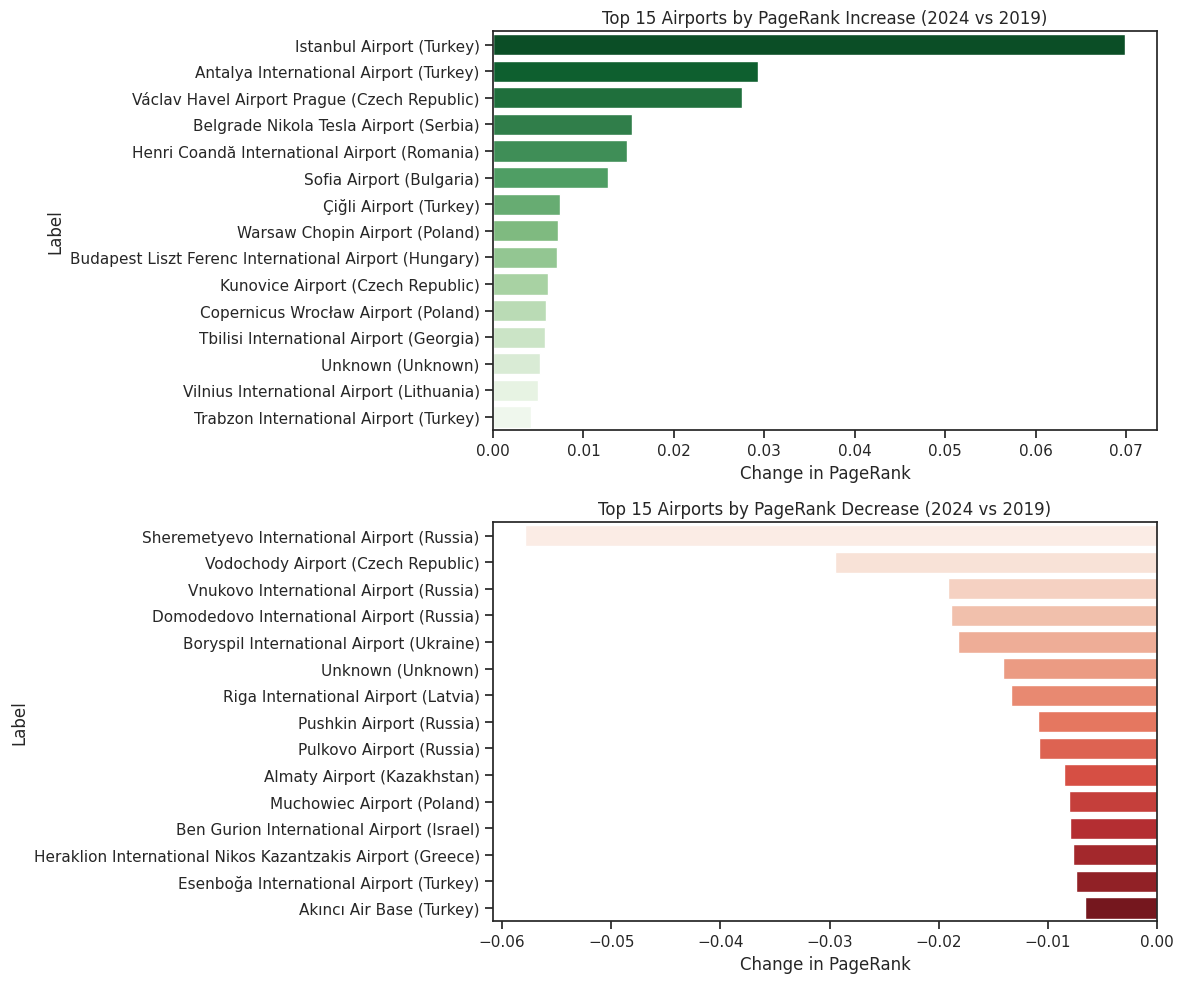 Top 15 Airports by PageRank Increase (2024 vs 2019)
Label
Istanbul Airport (Turkey)
Antalya International Airport (Turkey)
Václav Havel Airport Prague (Czech Republic)
Belgrade Nikola Tesla Airport (Serbia)
Henri Coandă International Airport (Romania)
Sofia Airport (Bulgaria)
Çiğli Airport (Turkey)
Warsaw Chopin Airport (Poland)
Budapest Liszt Ferenc International Airport (Hungary)
Kunovice Airport (Czech Republic)
Copernicus Wrocław Airport (Poland)
Tbilisi International Airport (Georgia)
Unknown (Unknown)
Vilnius International Airport (Lithuania)
Trabzon International Airport (Turkey)
0.00 0.01 0.02 0.03 0.04 0.05 0.06 0.07
Change in PageRank
Top 15 Airports by PageRank Decrease (2024 vs 2019)
Label
Sheremetyevo International Airport (Russia)
Vodochody Airport (Czech Republic)
Vnukovo International Airport (Russia)
Domodedovo International Airport (Russia)
Boryspil International Airport (Ukraine)
Unknown (Unknown)
Riga International Airport (Latvia)
Pushkin Airport (Russia)
Pulkovo Airport (Russia)
Almaty Airport (Kazakhstan)
Muchowiec Airport (Poland)
Ben Gurion International Airport (Israel)
Heraklion International Nikos Kazantzakis Airport (Greece)
Esenboğa International Airport (Turkey)
Akıncı Air Base (Turkey)
−0.06 −0.05 −0.04 −0.03 −0.02 −0.01 0.00
Change in PageRank